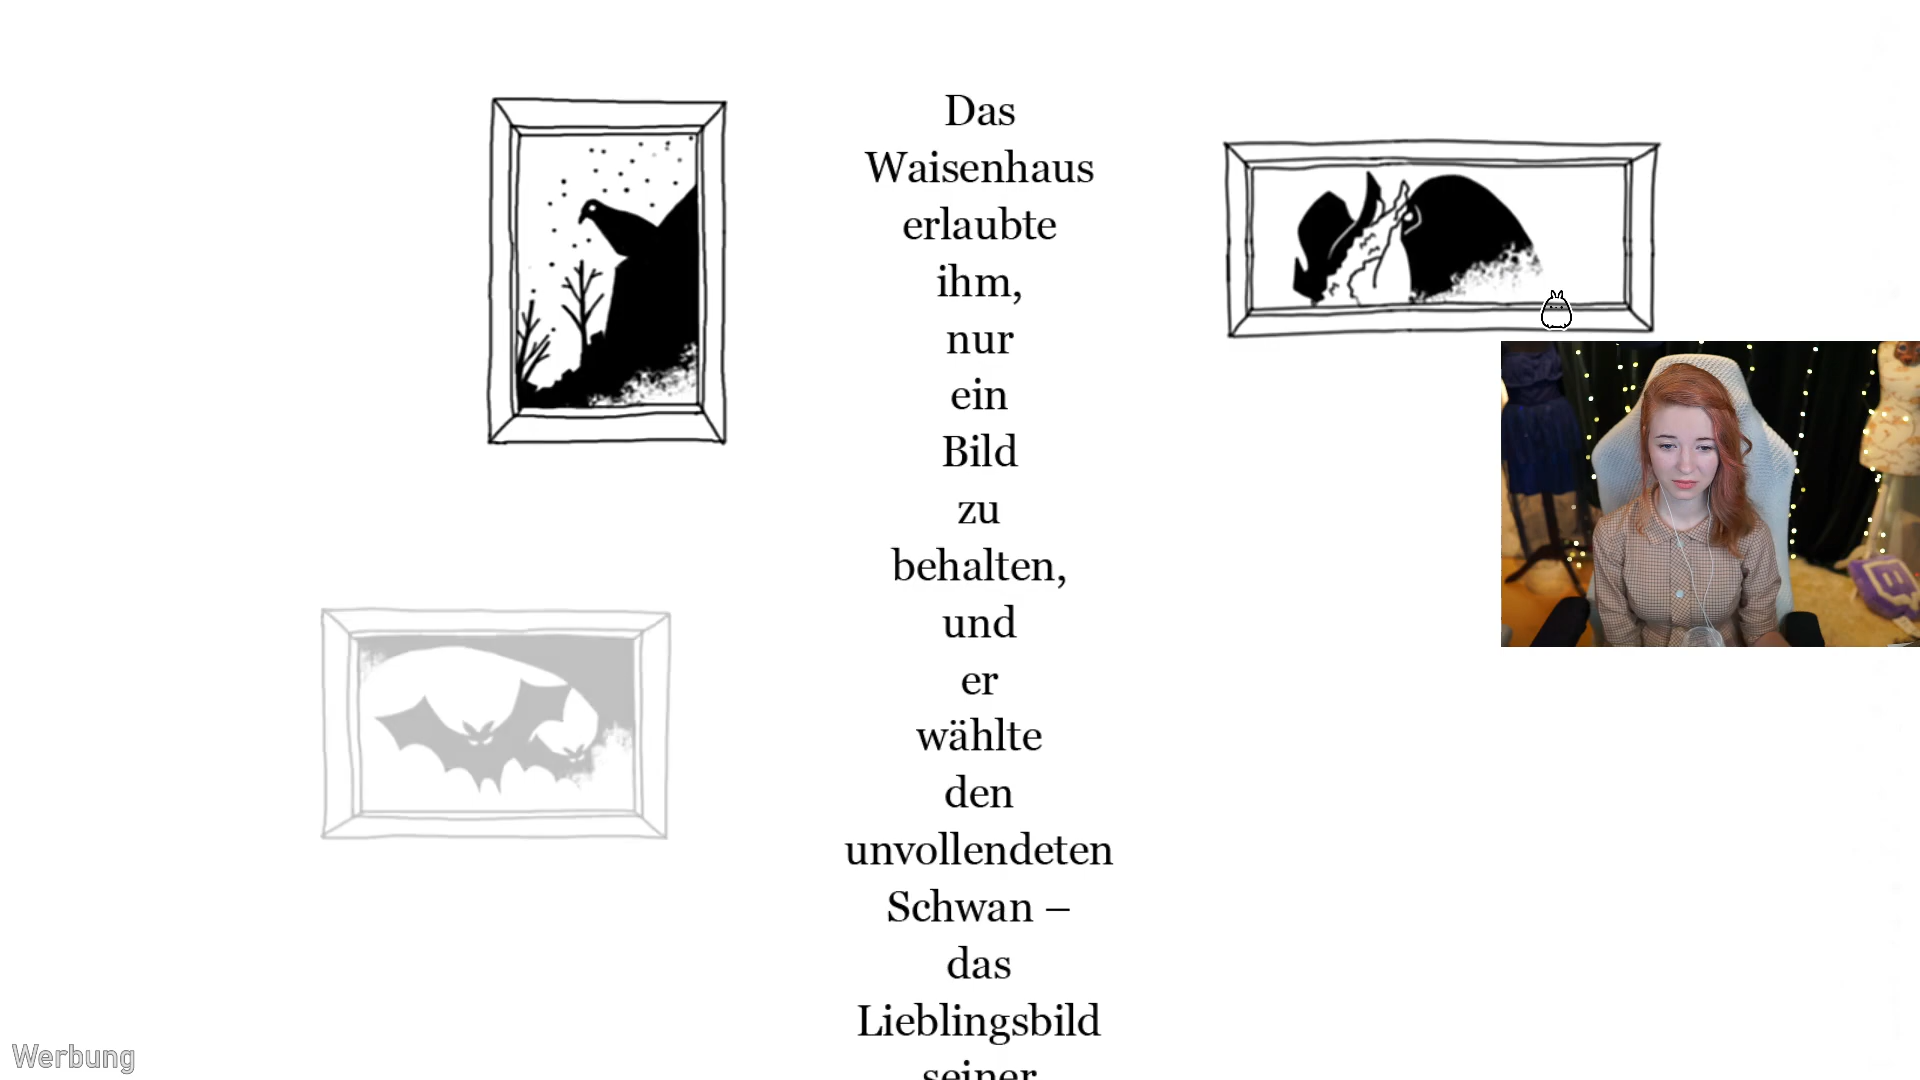 Das
Waisenhaus
erlaubte
ihm,
nur
ein
Bild
zu
behalten,
und
er
wählte
den
unvollendeten
Schwan –
das
Lieblingsbild
seiner
Werbung